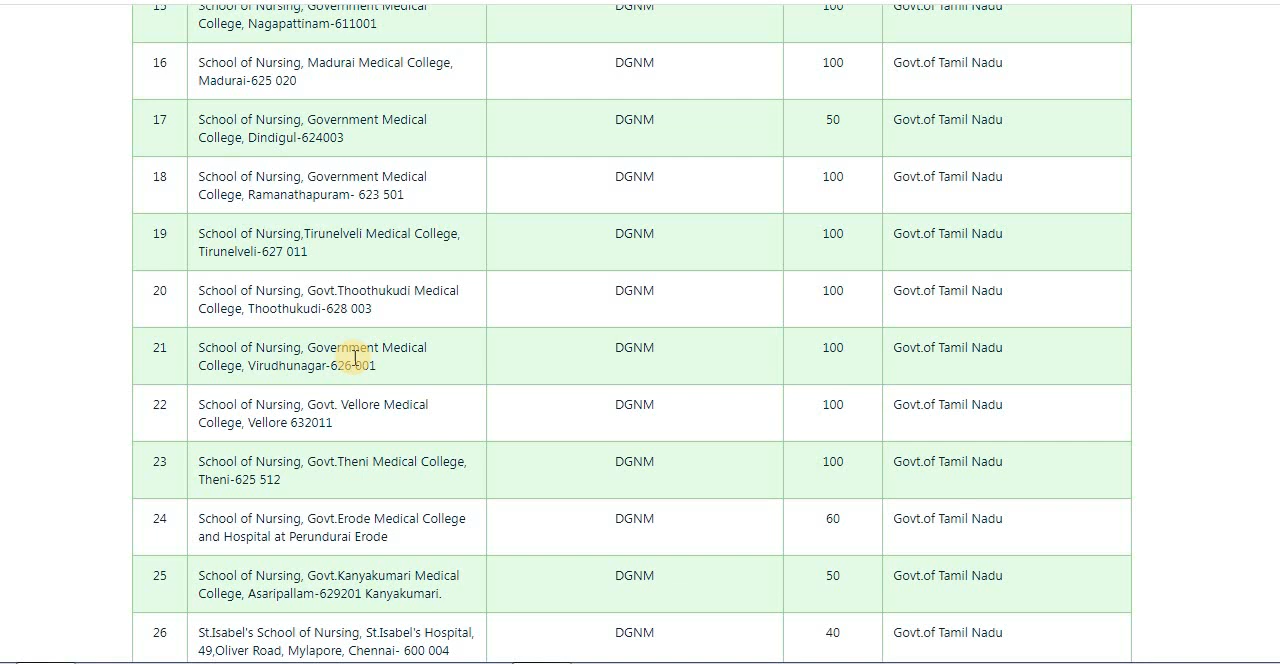 15 School of Nursing, Government Medical DGNM 100 Govt.of Tamil Nadu
College, Nagapattinam-611001
16 School of Nursing, Madurai Medical College, DGNM 100 Govt.of Tamil Nadu
Madurai-625 020
17 School of Nursing, Government Medical DGNM 50 Govt.of Tamil Nadu
College, Dindigul-624003
18 School of Nursing, Government Medical DGNM 100 Govt.of Tamil Nadu
College, Ramanathapuram- 623 501
19 School of Nursing,Tirunelveli Medical College, DGNM 100 Govt.of Tamil Nadu
Tirunelveli-627 011
20 School of Nursing, Govt.Thoothukudi Medical DGNM 100 Govt.of Tamil Nadu
College, Thoothukudi-628 003
21 School of Nursing, Government Medical DGNM 100 Govt.of Tamil Nadu
College, Virudhunagar-626-001
22 School of Nursing, Govt. Vellore Medical DGNM 100 Govt.of Tamil Nadu
College, Vellore 632011
23 School of Nursing, Govt.Theni Medical College, DGNM 100 Govt.of Tamil Nadu
Theni-625 512
24 School of Nursing, Govt.Erode Medical College DGNM 60 Govt.of Tamil Nadu
and Hospital at Perundurai Erode
25 School of Nursing, Govt.Kanyakumari Medical DGNM 50 Govt.of Tamil Nadu
College, Asaripallam-629201 Kanyakumari.
26 St.Isabel's School of Nursing, St.Isabel's Hospital, DGNM 40 Govt.of Tamil Nadu
49,Oliver Road, Mylapore, Chennai- 600 004